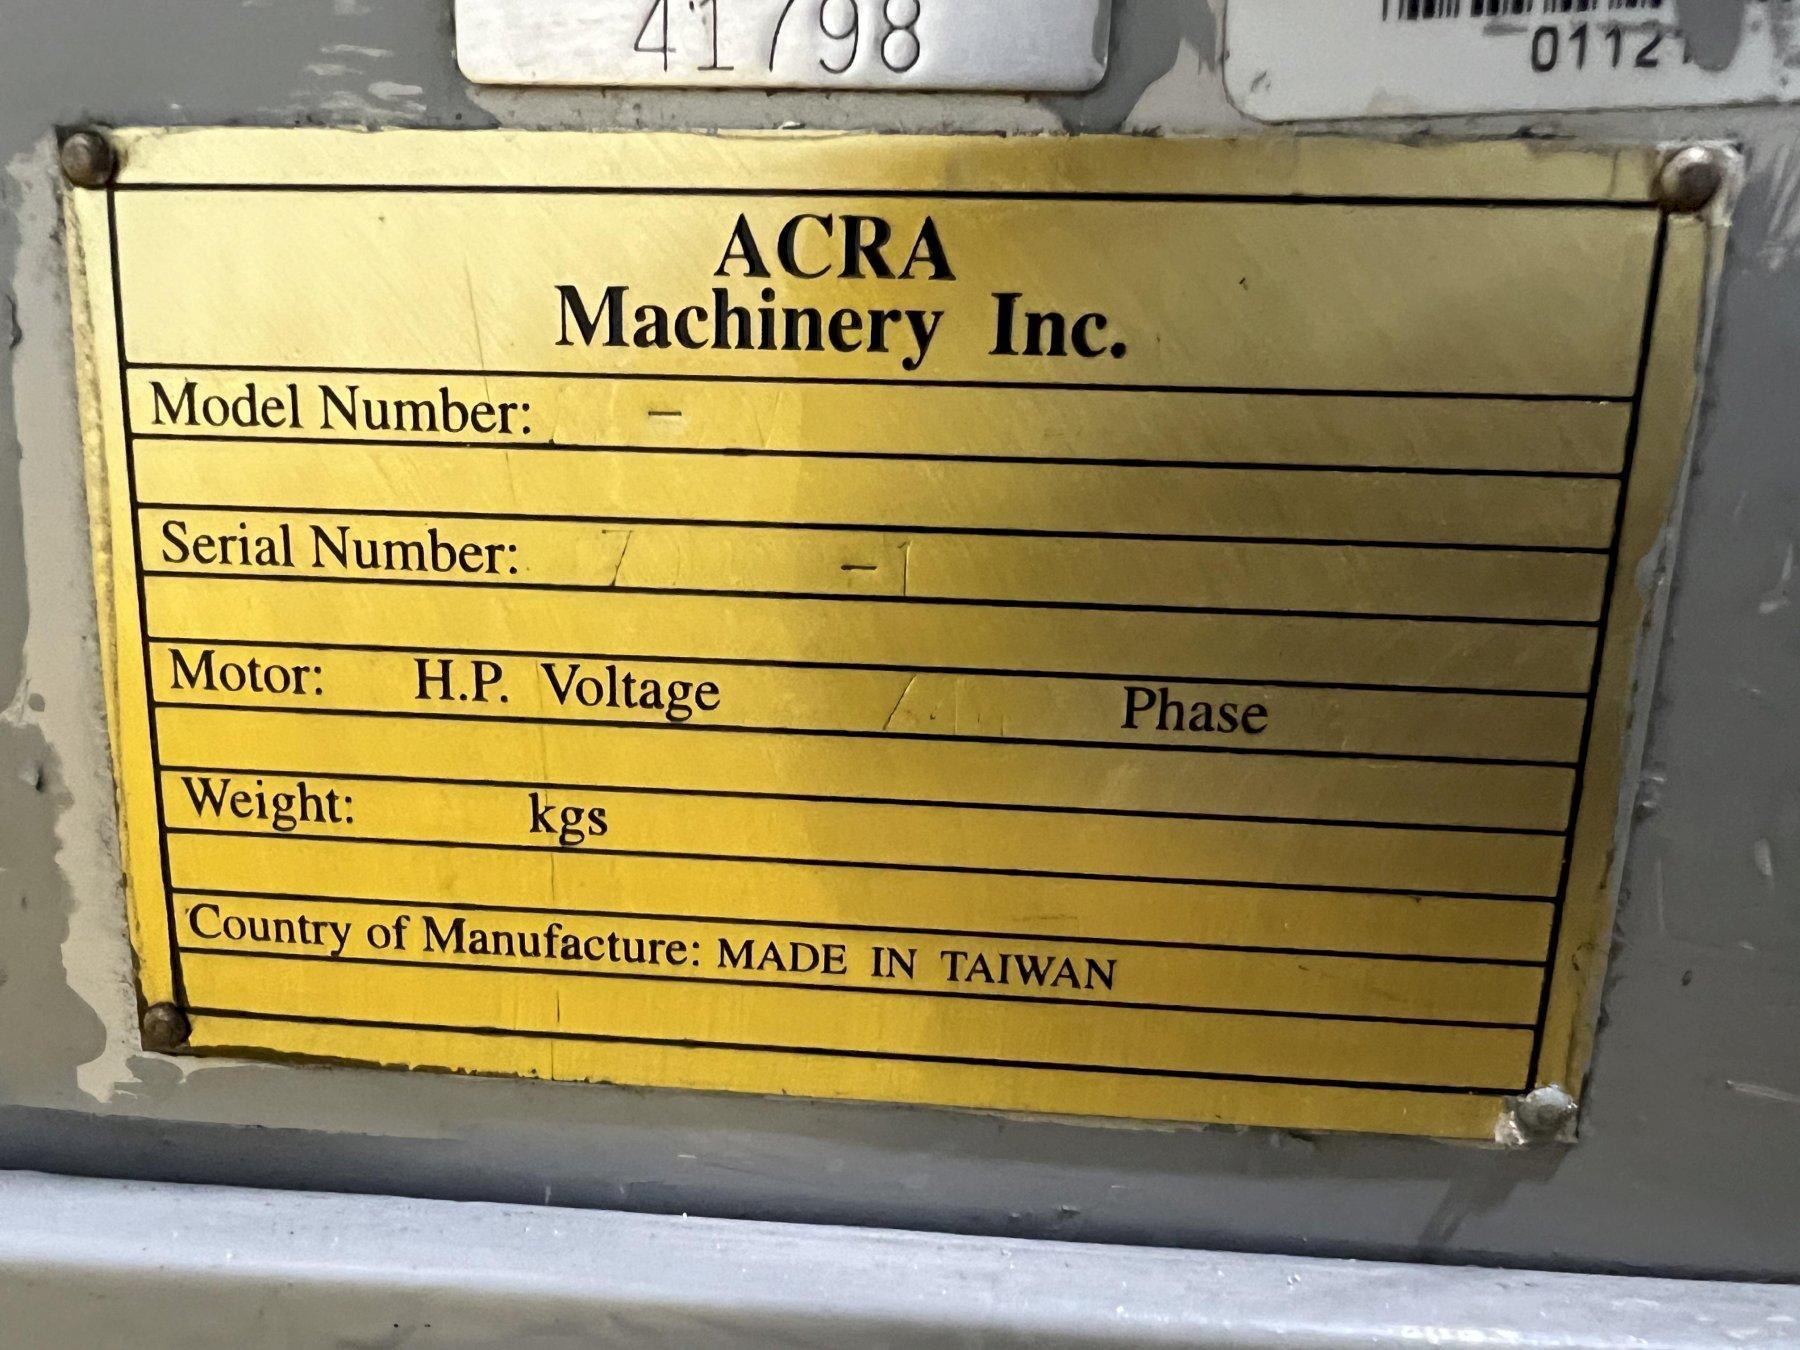 41798
ACRA
Machinery Inc.
Model Number: –
Serial Number: –
Motor: H.P. Voltage Phase
Weight: kgs
Country of Manufacture: MADE IN TAIWAN